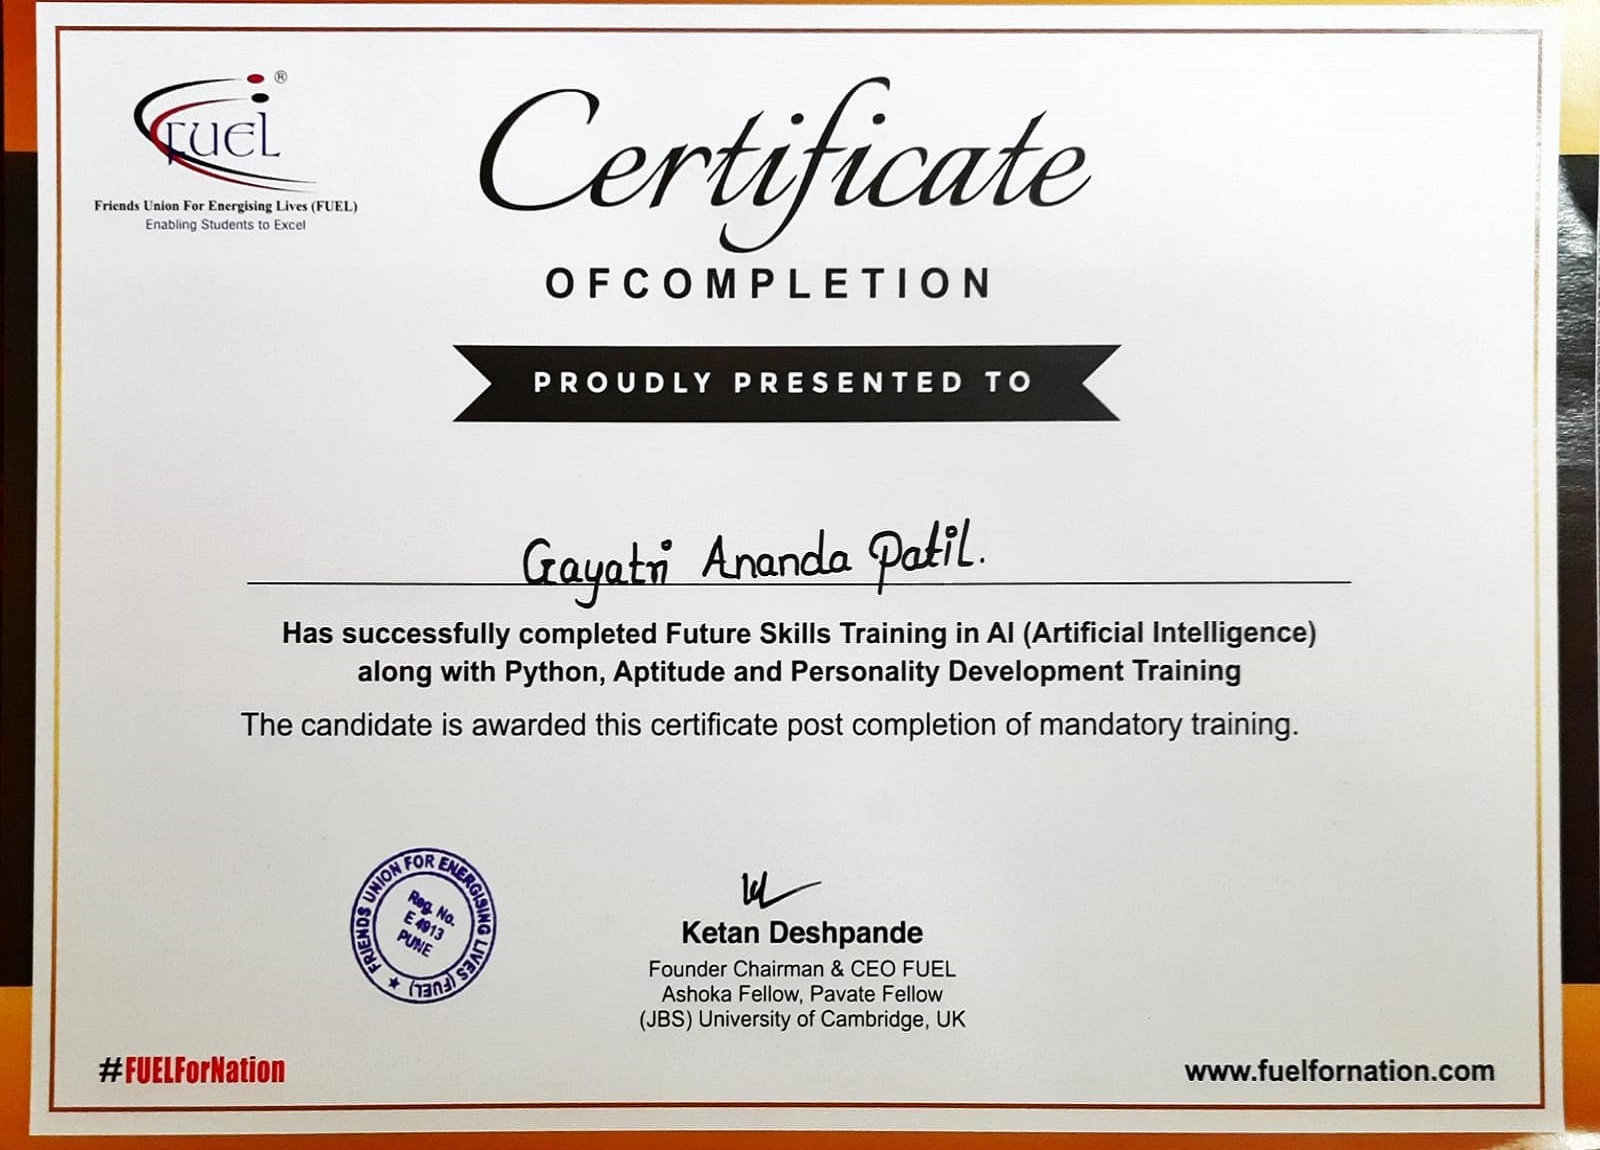 FUEL®
Friends Union For Energising Lives (FUEL)
Enabling Students to Excel
Certificate
OFCOMPLETION
PROUDLY PRESENTED TO
Gayatri Ananda Patil.
Has successfully completed Future Skills Training in AI (Artificial Intelligence)
along with Python, Aptitude and Personality Development Training
The candidate is awarded this certificate post completion of mandatory training.
FRIENDS UNION FOR ENERGISING LIVES (FUEL) ★
Reg. No.
E 4913
PUNE
Ketan Deshpande
Founder Chairman & CEO FUEL
Ashoka Fellow, Pavate Fellow
(JBS) University of Cambridge, UK
#FUELForNation
www.fuelfornation.com